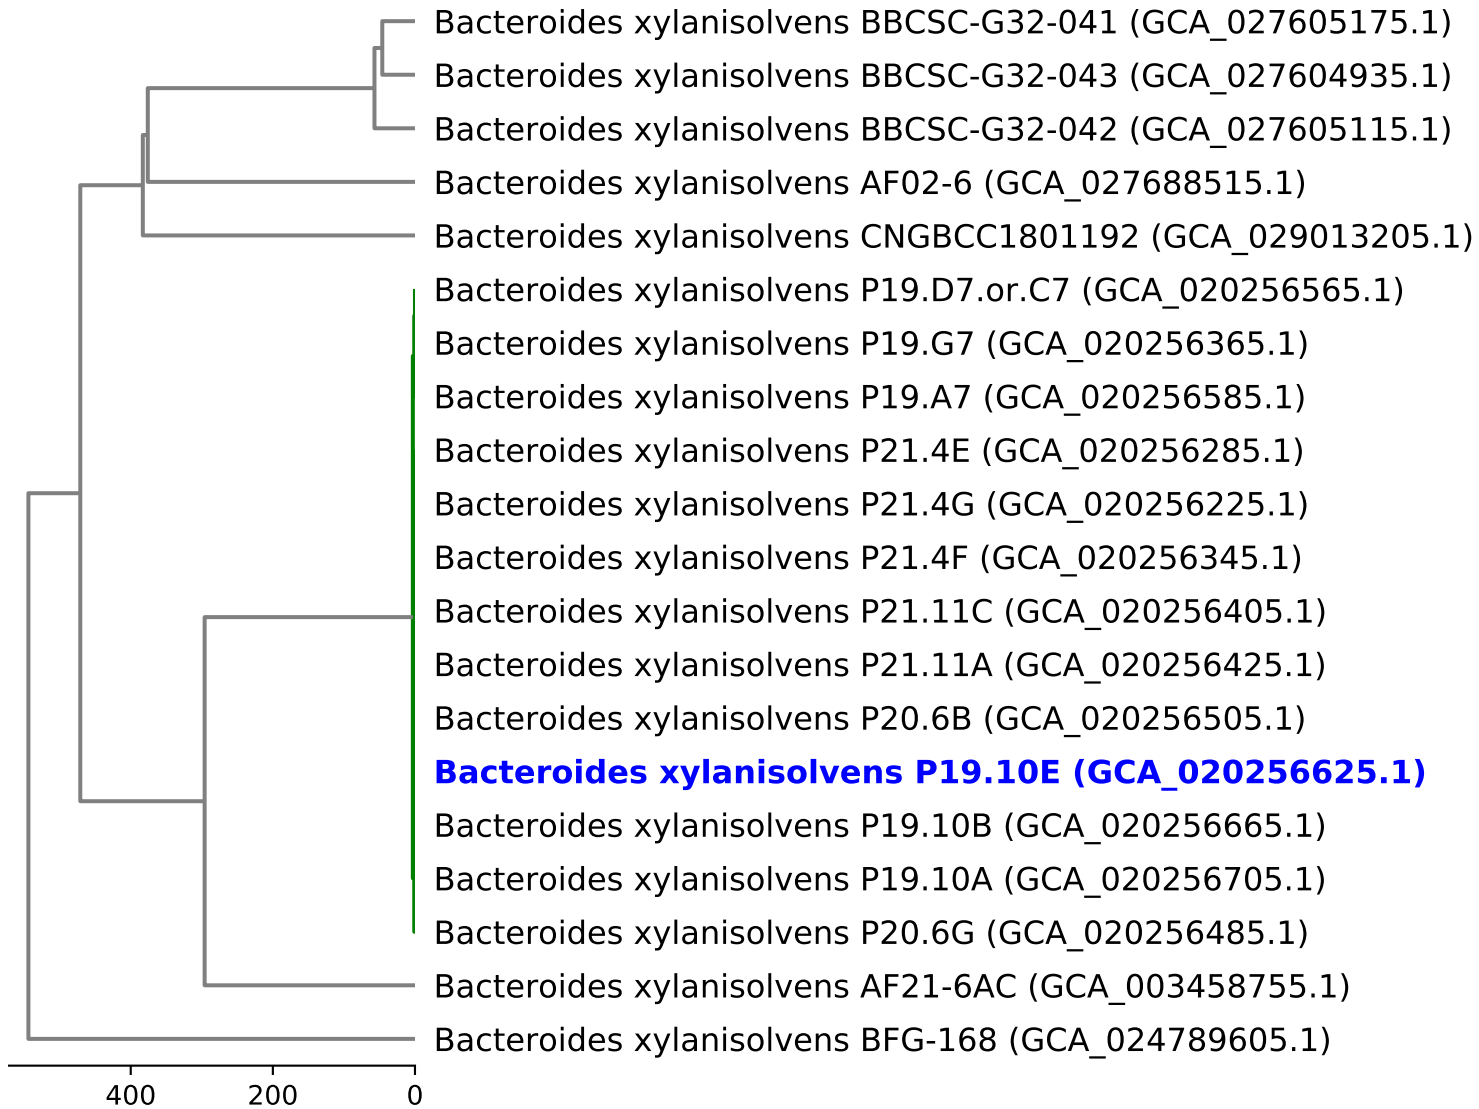 Bacteroides xylanisolvens BBCSC-G32-041 (GCA_027605175.1)
Bacteroides xylanisolvens BBCSC-G32-043 (GCA_027604935.1)
Bacteroides xylanisolvens BBCSC-G32-042 (GCA_027605115.1)
Bacteroides xylanisolvens AF02-6 (GCA_027688515.1)
Bacteroides xylanisolvens CNGBCC1801192 (GCA_029013205.1)
Bacteroides xylanisolvens P19.D7.or.C7 (GCA_020256565.1)
Bacteroides xylanisolvens P19.G7 (GCA_020256365.1)
Bacteroides xylanisolvens P19.A7 (GCA_020256585.1)
Bacteroides xylanisolvens P21.4E (GCA_020256285.1)
Bacteroides xylanisolvens P21.4G (GCA_020256225.1)
Bacteroides xylanisolvens P21.4F (GCA_020256345.1)
Bacteroides xylanisolvens P21.11C (GCA_020256405.1)
Bacteroides xylanisolvens P21.11A (GCA_020256425.1)
Bacteroides xylanisolvens P20.6B (GCA_020256505.1)
Bacteroides xylanisolvens P19.10E (GCA_020256625.1)
Bacteroides xylanisolvens P19.10B (GCA_020256665.1)
Bacteroides xylanisolvens P19.10A (GCA_020256705.1)
Bacteroides xylanisolvens P20.6G (GCA_020256485.1)
Bacteroides xylanisolvens AF21-6AC (GCA_003458755.1)
Bacteroides xylanisolvens BFG-168 (GCA_024789605.1)
400 200 0